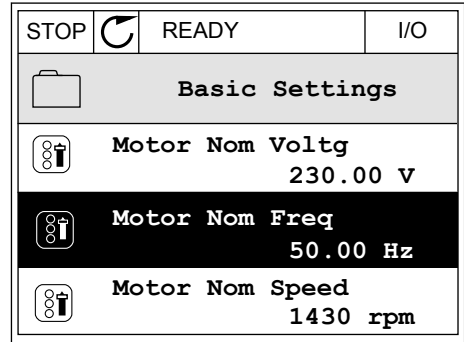 STOP READY I/O
Basic Settings
Motor Nom Voltg
230.00 V
Motor Nom Freq
50.00 Hz
Motor Nom Speed
1430 rpm